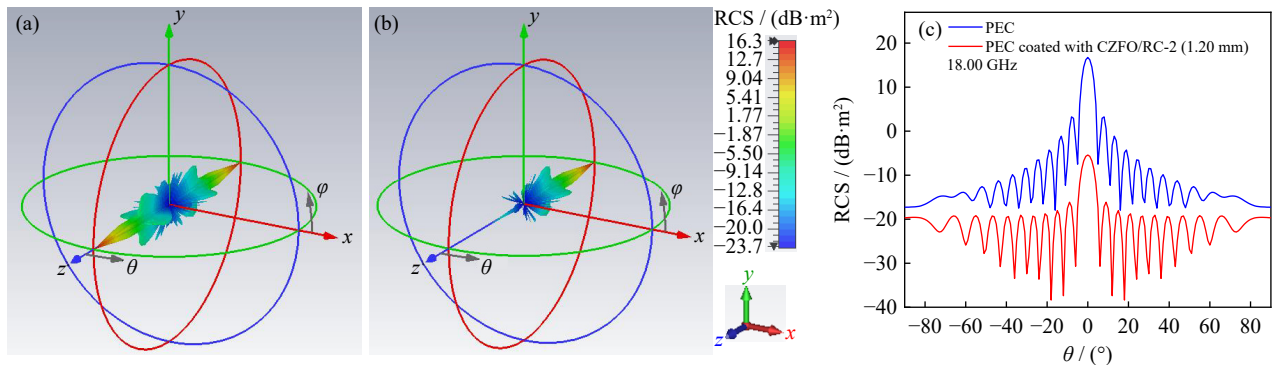 (a)
y
φ
x
z
θ
(b)
y
φ
x
z
θ
RCS / (dB·m²)
16.3
12.7
9.04
5.41
1.77
−1.87
−5.50
−9.14
−12.8
−16.4
−20.0
−23.7
y
z
x
(c)
PEC
PEC coated with CZFO/RC-2 (1.20 mm)
18.00 GHz
RCS / (dB·m²)
20
10
0
−10
−20
−30
−40
−80 −60 −40 −20 0 20 40 60 80
θ / (°)